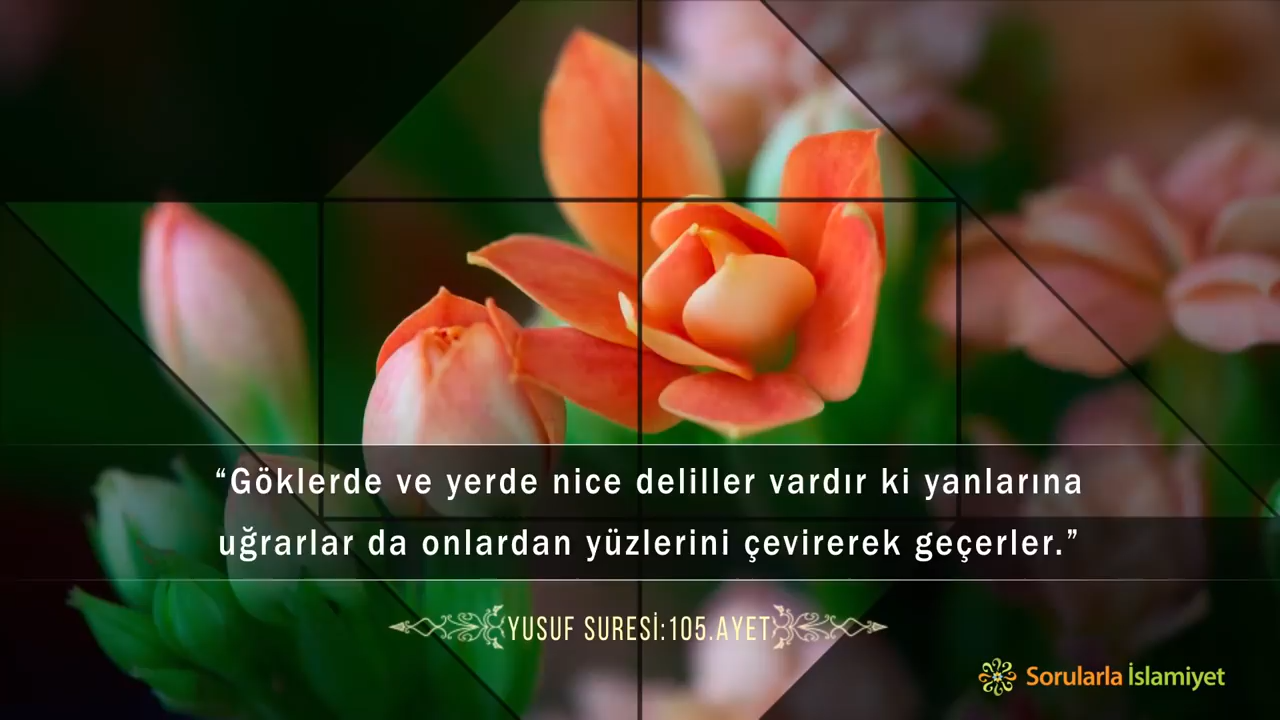 “Göklerde ve yerde nice deliller vardır ki yanlarına
uğrarlar da onlardan yüzlerini çevirerek geçerler.”
YUSUF SURESİ:105.AYET
Sorularla İslamiyet